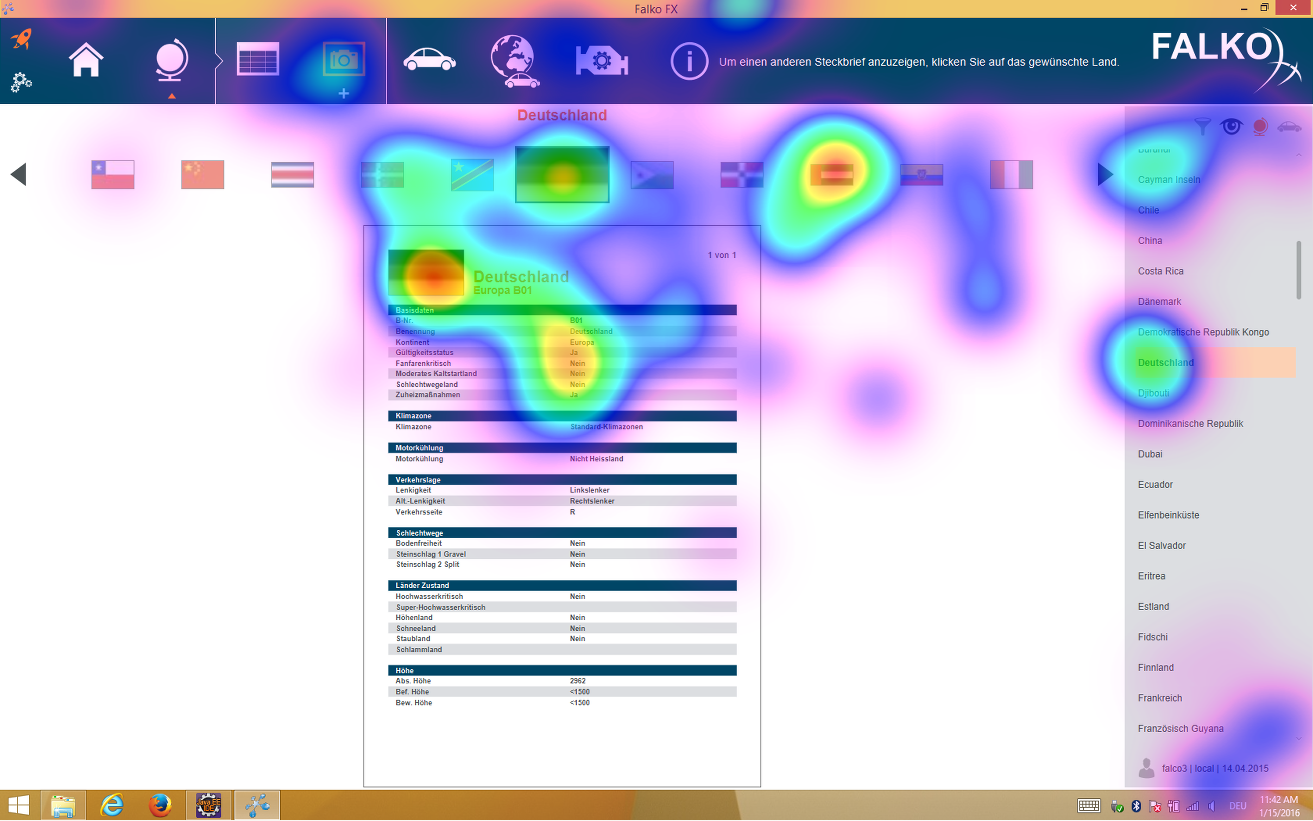 Falko FX
Um einen anderen Steckbrief anzuzeigen, klicken Sie auf das gewünschte Land.
FALKO
Fx
Deutschland
1 von 1
Deutschland
Europa B01
Basisdaten
B-Nr. B01
Benennung Deutschland
Kontinent Europa
Gültigkeitsstatus Ja
Fanfarenkritisch Nein
Moderates Kaltstartland Nein
Schlechtwegeland Nein
Zuheizmaßnahmen Ja
Klimazone
Klimazone Standard-Klimazonen
Motorkühlung
Motorkühlung Nicht Heissland
Verkehrslage
Lenkigkeit Linkslenker
Alt.-Lenkigkeit Rechtslenker
Verkehrsseite R
Schlechtwege
Bodenfreiheit Nein
Steinschlag 1 Gravel Nein
Steinschlag 2 Split Nein
Länder Zustand
Hochwasserkritisch Nein
Super-Hochwasserkritisch
Höhenland Nein
Schneeland Nein
Staubland Nein
Schlammland
Höhe
Abs. Höhe 2962
Bef. Höhe <1500
Bew. Höhe <1500
Burundi
Cayman Inseln
Chile
China
Costa Rica
Dänemark
Demokratische Republik Kongo
Deutschland
Djibouti
Dominikanische Republik
Dubai
Ecuador
Elfenbeinküste
El Salvador
Eritrea
Estland
Fidschi
Finnland
Frankreich
Französisch Guyana
falco3 | local | 14.04.2015
Java EE
IDE
DEU
11:42 AM
1/15/2016